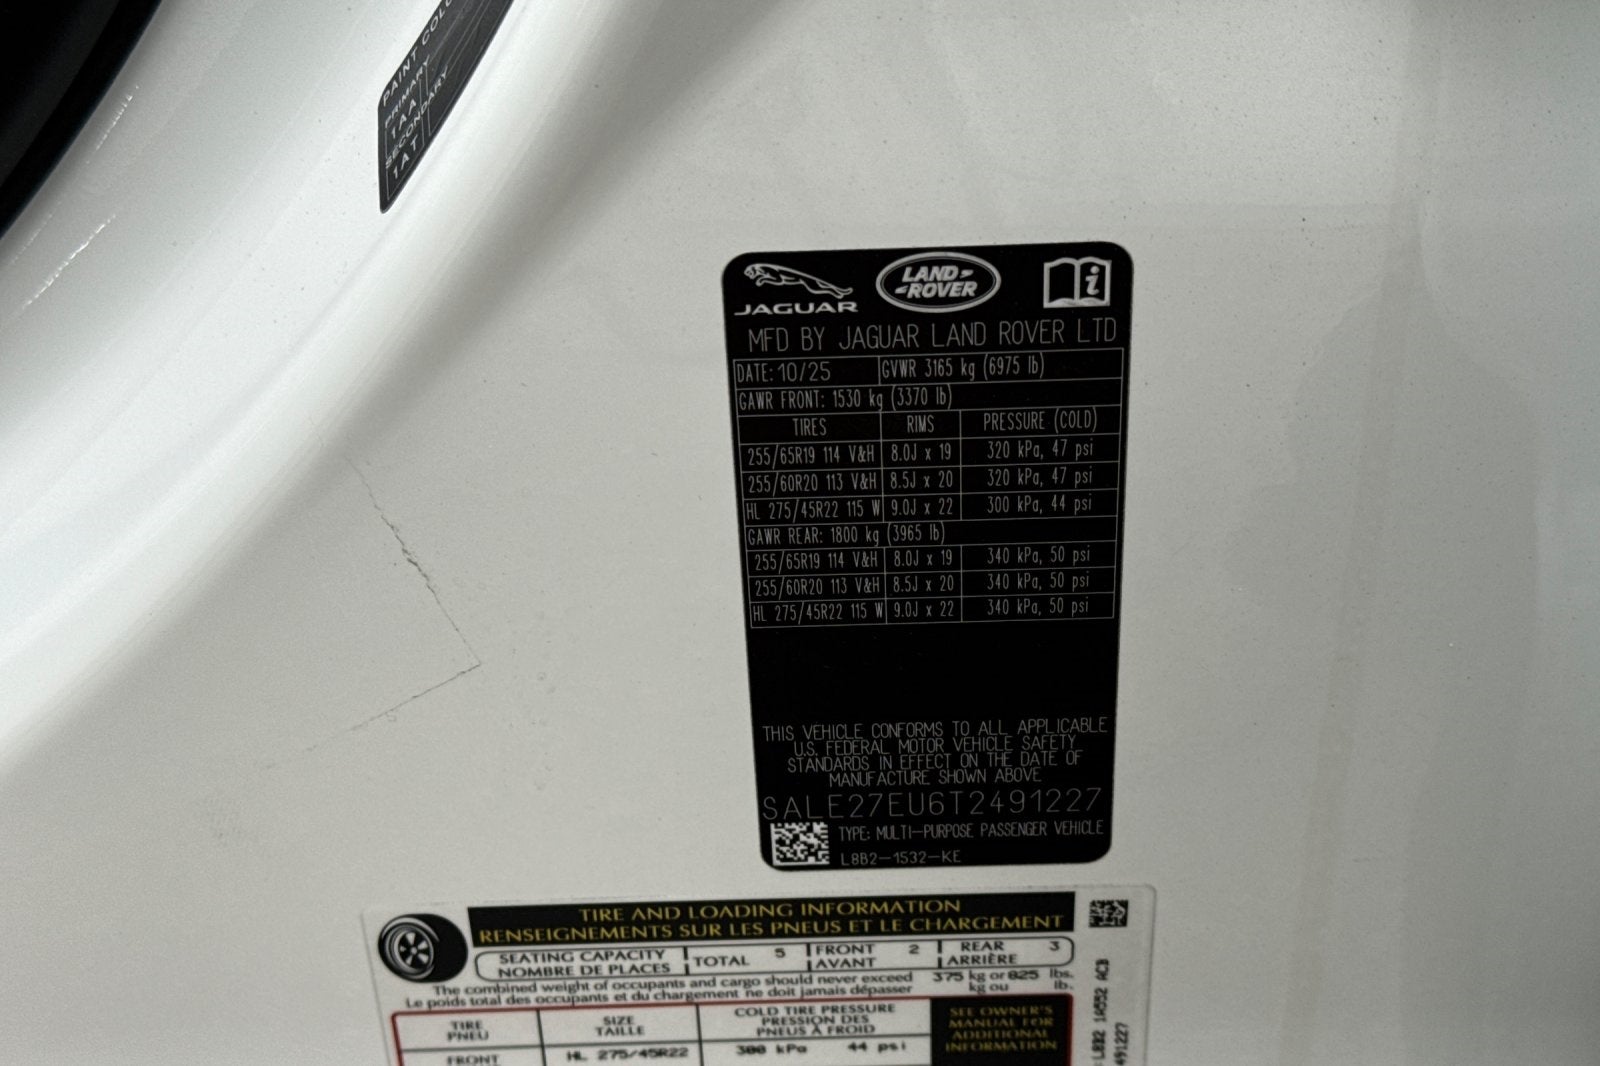 PAINT
PRIMARY
1AA
SECONDARY
1AT
JAGUAR
LAND
ROVER
i
MFD BY JAGUAR LAND ROVER LTD
DATE: 10/25 GVWR 3165 kg (6975 lb)
GAWR FRONT: 1530 kg (3370 lb)
TIRES RIMS PRESSURE (COLD)
255/65R19 114 V&H 8.0J x 19 320 kPa, 47 psi
255/60R20 113 V&H 8.5J x 20 320 kPa, 47 psi
HL 275/45R22 115 W 9.0J x 22 300 kPa, 44 psi
GAWR REAR: 1800 kg (3965 lb)
255/65R19 114 V&H 8.0J x 19 340 kPa, 50 psi
255/60R20 113 V&H 8.5J x 20 340 kPa, 50 psi
HL 275/45R22 115 W 9.0J x 22 340 kPa, 50 psi
THIS VEHICLE CONFORMS TO ALL APPLICABLE
U.S. FEDERAL MOTOR VEHICLE SAFETY
STANDARDS IN EFFECT ON THE DATE OF
MANUFACTURE SHOWN ABOVE
SALE27EU6T2491227
TYPE: MULTI-PURPOSE PASSENGER VEHICLE
L8B2-1532-KE
TIRE AND LOADING INFORMATION
RENSEIGNEMENTS SUR LES PNEUS ET LE CHARGEMENT
SEATING CAPACITY
NOMBRE DE PLACES
TOTAL 5
FRONT 2
AVANT
REAR 3
ARRIÈRE
The combined weight of occupants and cargo should never exceed 375 kg or 825 lbs.
Le poids total des occupants et du chargement ne doit jamais dépasser kg ou lb.
TIRE
PNEU
SIZE
TAILLE
COLD TIRE PRESSURE
PRESSION DES
PNEUS À FROID
SEE OWNER'S
MANUAL FOR
ADDITIONAL
INFORMATION
FRONT HL 275/45R22 300 kPa 44 psi
L8B2 1A552 ACB
491227